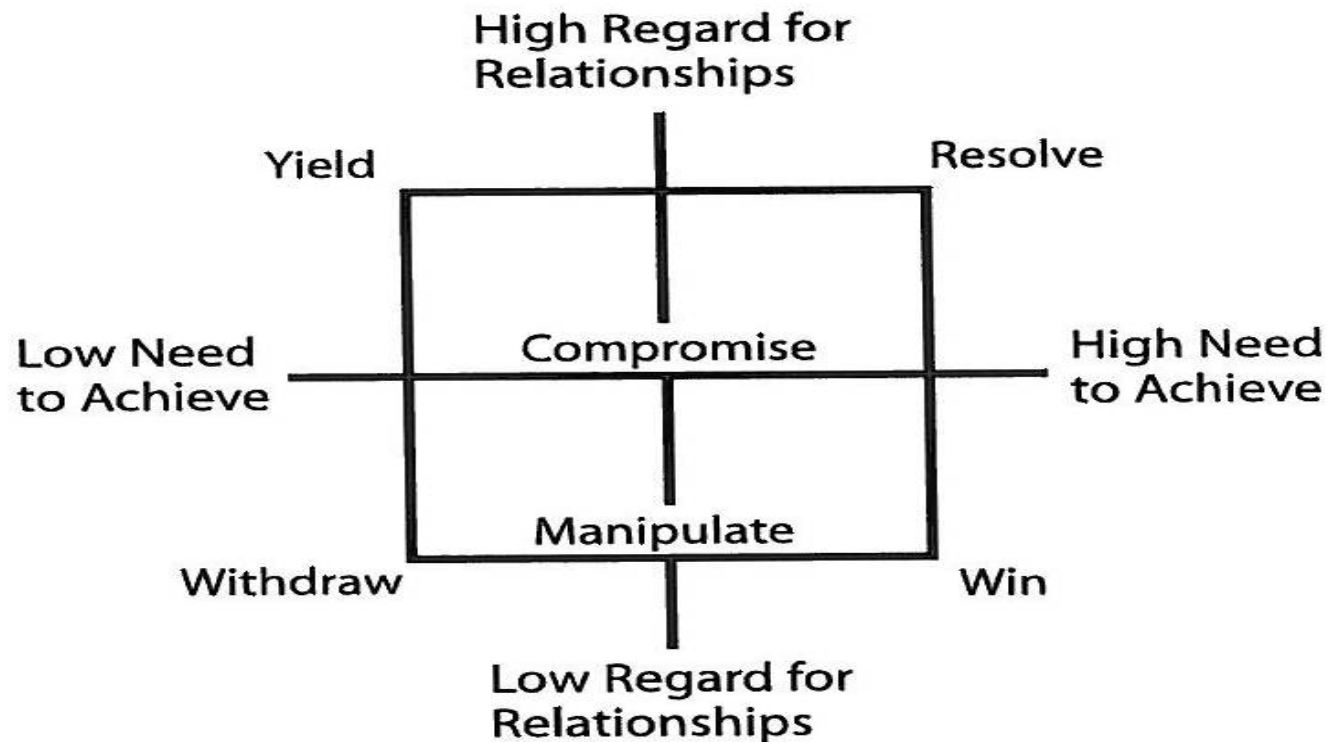 High Regard for
Relationships
Yield
Resolve
Low Need
to Achieve
Compromise
High Need
to Achieve
Manipulate
Withdraw
Win
Low Regard for
Relationships